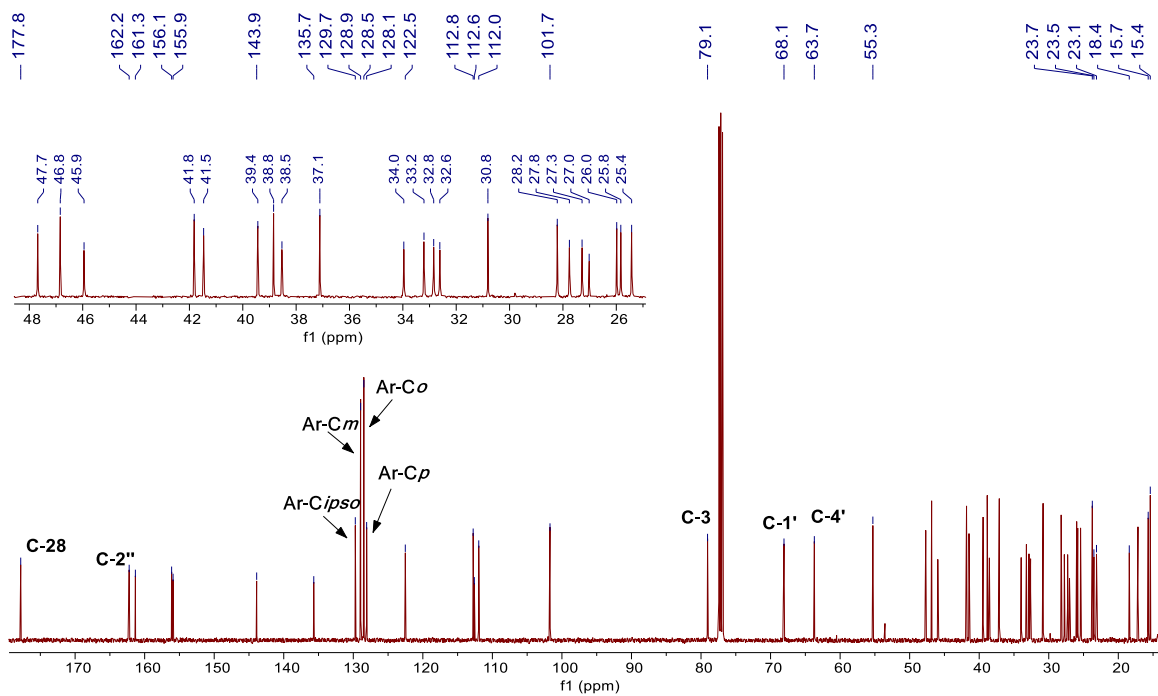 177.8 162.2 161.3 156.1 155.9 143.9 135.7 129.7 128.9 128.5 128.1 122.5 112.8 112.6 112.0 101.7 79.1 68.1 63.7 55.3 23.7 23.5 23.1 18.4 15.7 15.4
47.7 46.8 45.9 41.8 41.5 39.4 38.8 38.5 37.1 34.0 33.2 32.8 32.6 30.8 28.2 27.8 27.3 27.0 26.0 25.8 25.4
48 46 44 42 40 38 36 34 32 30 28 26
f1 (ppm)
Ar-Co
Ar-Cm
Ar-Cp
Ar-Cipso
C-3 C-1' C-4'
C-28 C-2''
170 160 150 140 130 120 110 100 90 80 70 60 50 40 30 20
f1 (ppm)